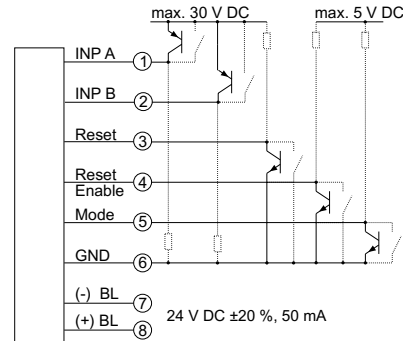 max. 30 V DC
max. 5 V DC
INP A 1
INP B 2
Reset 3
Reset
Enable 4
Mode 5
GND 6
(-) BL 7
(+) BL 8
24 V DC ±20 %, 50 mA